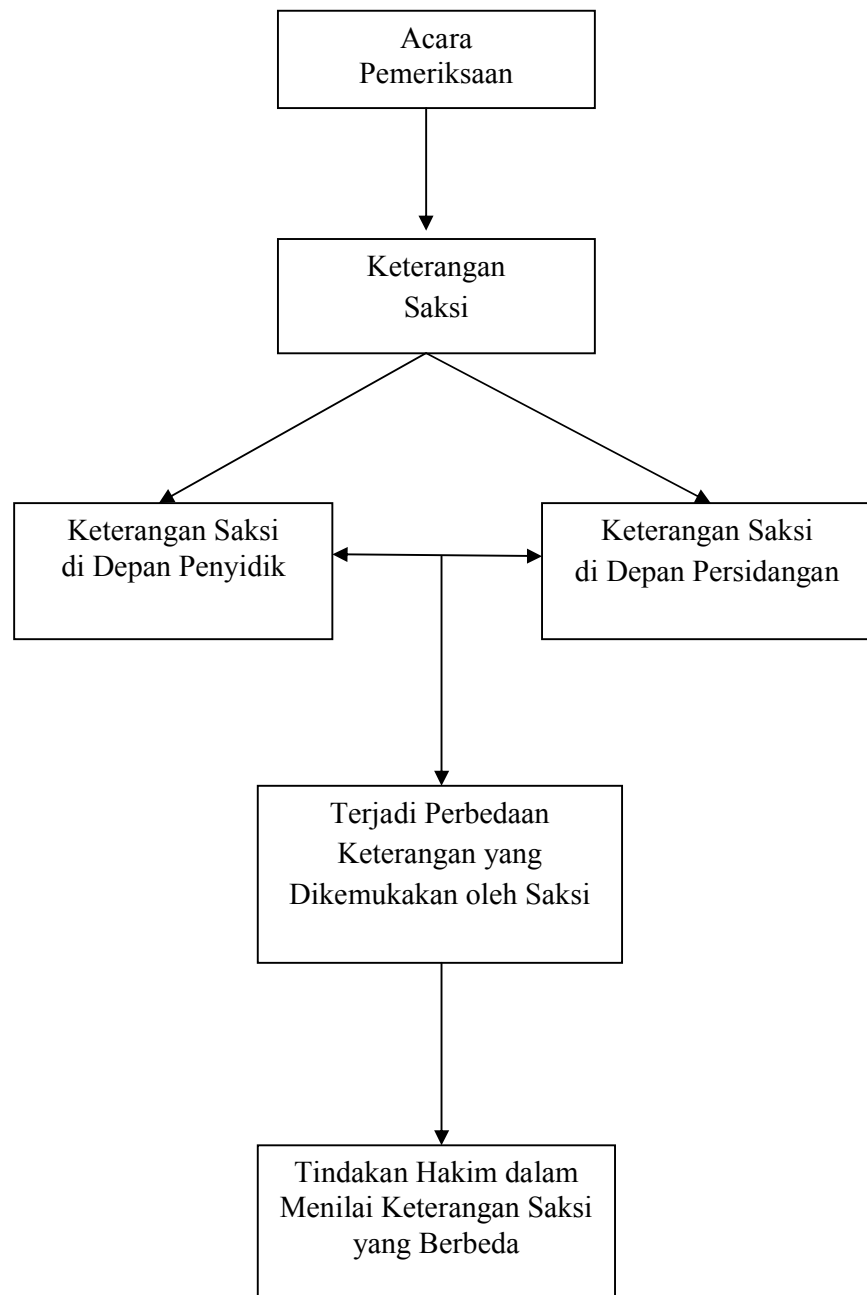 Acara
Pemeriksaan
Keterangan
Saksi
Keterangan Saksi
di Depan Penyidik
Keterangan Saksi
di Depan Persidangan
Terjadi Perbedaan
Keterangan yang
Dikemukakan oleh Saksi
Tindakan Hakim dalam
Menilai Keterangan Saksi
yang Berbeda